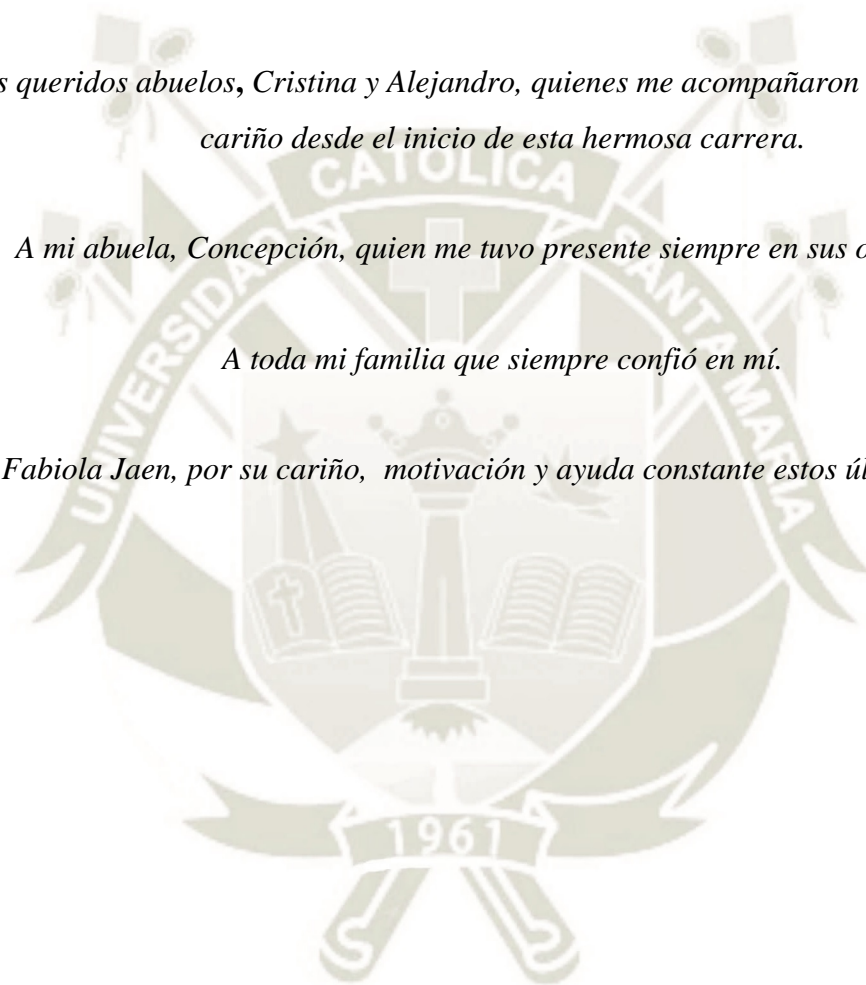 s queridos abuelos, Cristina y Alejandro, quienes me acompañaron
cariño desde el inicio de esta hermosa carrera.
A mi abuela, Concepción, quien me tuvo presente siempre en sus
A toda mi familia que siempre confió en mí.
Fabiola Jaen, por su cariño, motivación y ayuda constante estos
UNIVERSIDAD CATOLICA SANTA MARIA
1961